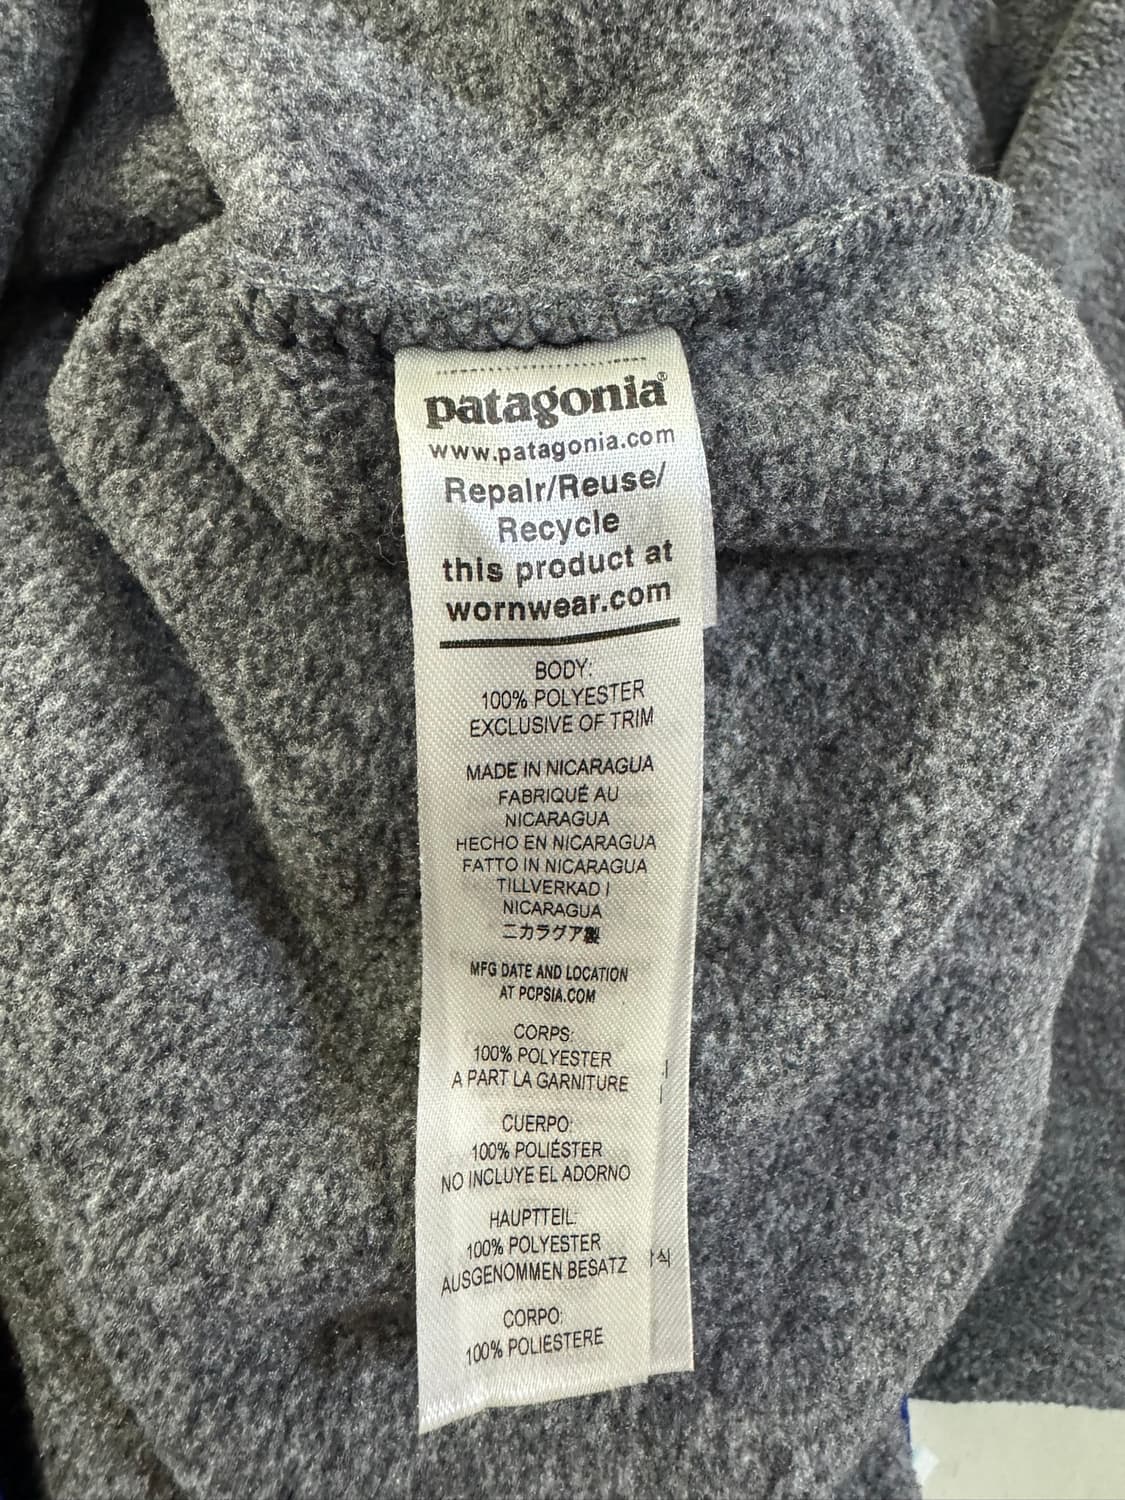 patagonia®
www.patagonia.com
Repair/Reuse/
Recycle
this product at
wornwear.com
BODY:
100% POLYESTER
EXCLUSIVE OF TRIM
MADE IN NICARAGUA
FABRIQUÉ AU
NICARAGUA
HECHO EN NICARAGUA
FATTO IN NICARAGUA
TILLVERKAD I
NICARAGUA
ニカラグア製
MFG DATE AND LOCATION
AT PCPSIA.COM
CORPS:
100% POLYESTER
A PART LA GARNITURE
CUERPO:
100% POLIÉSTER
NO INCLUYE EL ADORNO
HAUPTTEIL:
100% POLYESTER
AUSGENOMMEN BESATZ
CORPO:
100% POLIESTERE